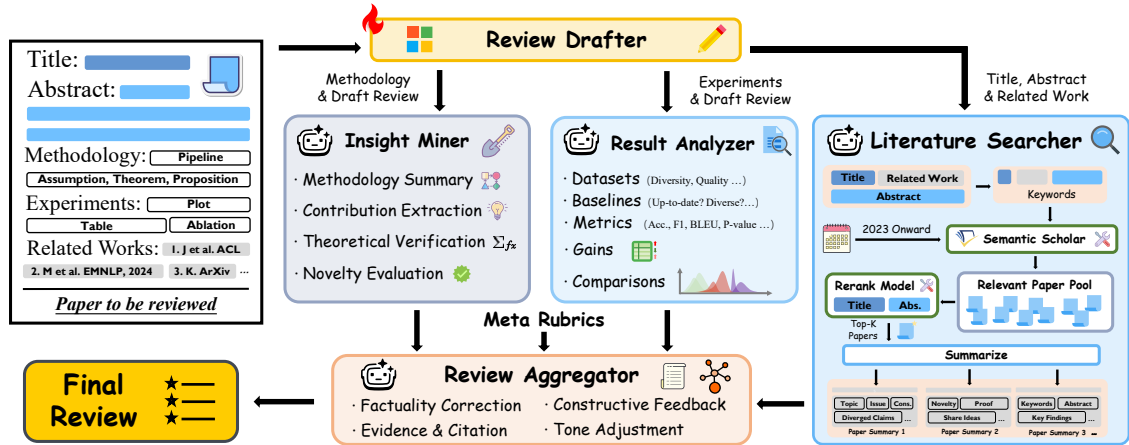 Title:
Abstract:
Methodology: Pipeline
Assumption, Theorem, Proposition
Experiments: Plot
Table Ablation
Related Works: 1. J et al. ACL
2. M et al. EMNLP, 2024 3. K. ArXiv ...
Paper to be reviewed
Review Drafter
Methodology
& Draft Review
Experiments
& Draft Review
Title, Abstract
& Related Work
Insight Miner
· Methodology Summary
· Contribution Extraction
· Theoretical Verification Σfx
· Novelty Evaluation
Result Analyzer
· Datasets (Diversity, Quality ...)
· Baselines (Up-to-date? Diverse?...)
· Metrics (Acc., F1, BLEU, P-value ...)
· Gains
· Comparisons
Literature Searcher
Title Related Work
Abstract
Keywords
2023 Onward
Semantic Scholar
Rerank Model
Title Abs.
Relevant Paper Pool
Top-K
Papers
Summarize
Topic Issue Cons.
Diverged Claims ...
Paper Summary 1
Novelty Proof
Share Ideas ...
Paper Summary 2
Keywords Abstract
Key Findings ...
Paper Summary 3 ...
Meta Rubrics
Review Aggregator
· Factuality Correction · Constructive Feedback
· Evidence & Citation · Tone Adjustment
Final
Review